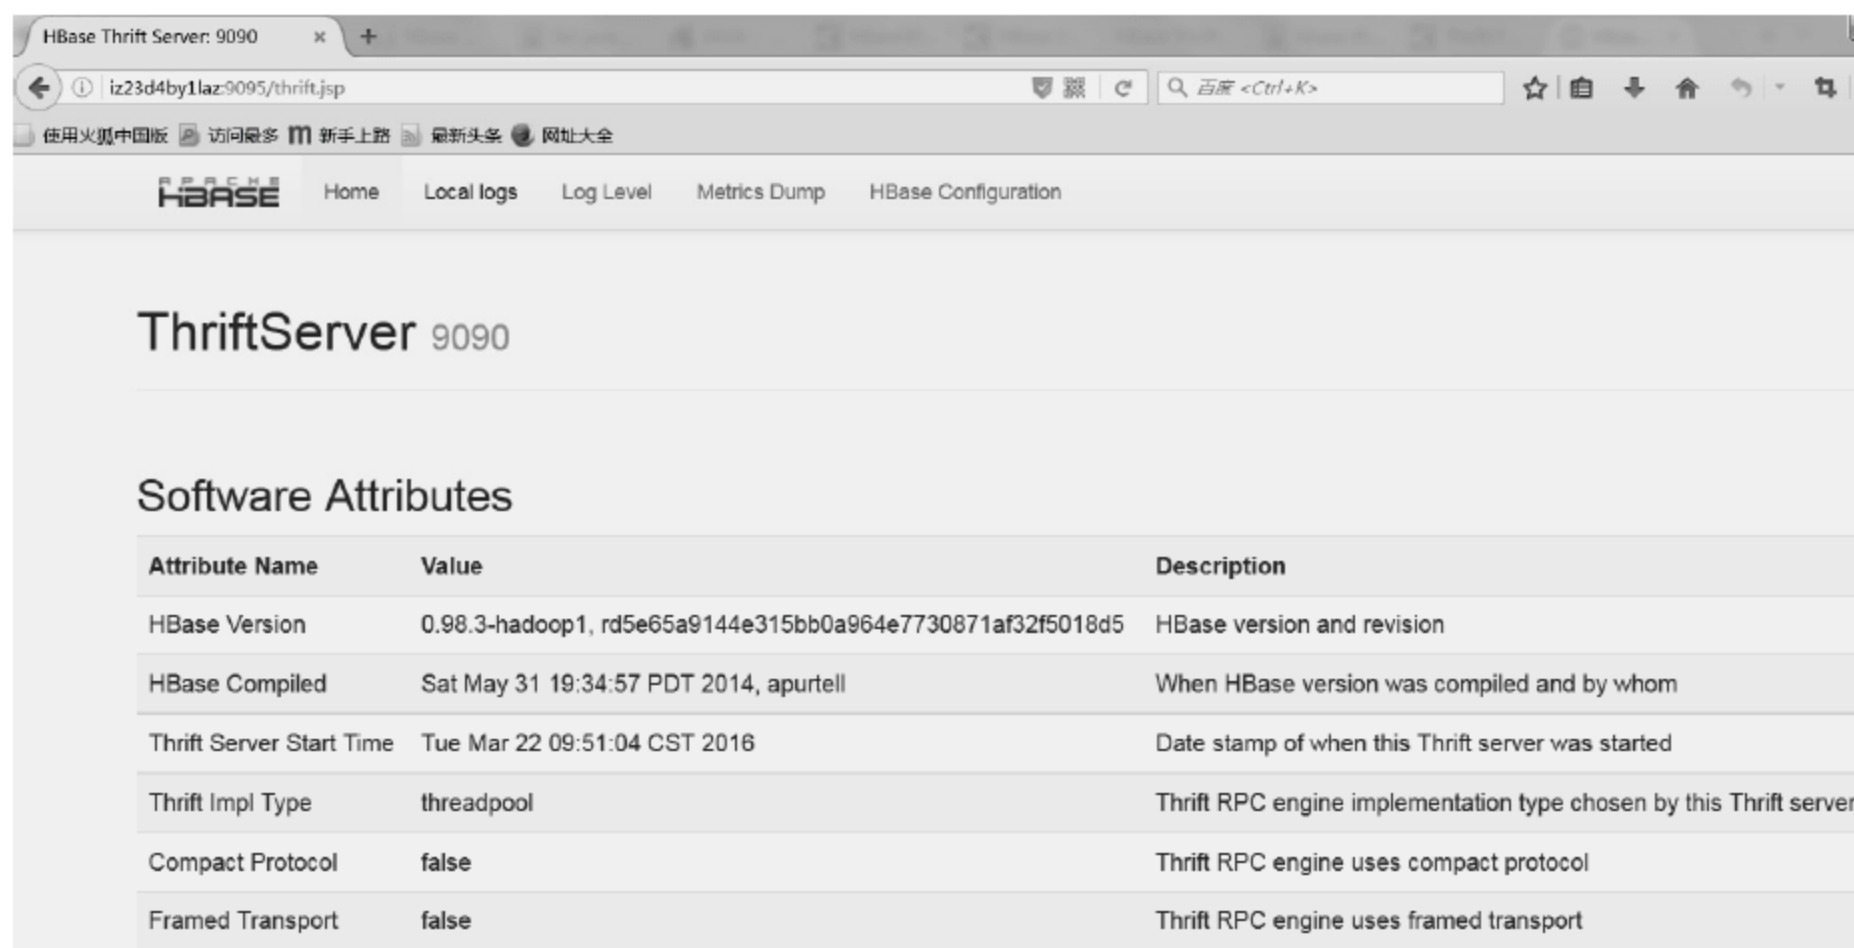 HBase Thrift Server: 9090 × +
iz23d4by1laz:9095/thrift.jsp 百度 <Ctrl+K>
使用火狐中国版 访问最多 新手上路 最新头条 网址大全
APACHE
HBASE Home Local logs Log Level Metrics Dump HBase Configuration
ThriftServer 9090
Software Attributes
Attribute Name Value Description
HBase Version 0.98.3-hadoop1, rd5e65a9144e315bb0a964e7730871af32f5018d5 HBase version and revision
HBase Compiled Sat May 31 19:34:57 PDT 2014, apurtell When HBase version was compiled and by whom
Thrift Server Start Time Tue Mar 22 09:51:04 CST 2016 Date stamp of when this Thrift server was started
Thrift Impl Type threadpool Thrift RPC engine implementation type chosen by this Thrift server
Compact Protocol false Thrift RPC engine uses compact protocol
Framed Transport false Thrift RPC engine uses framed transport